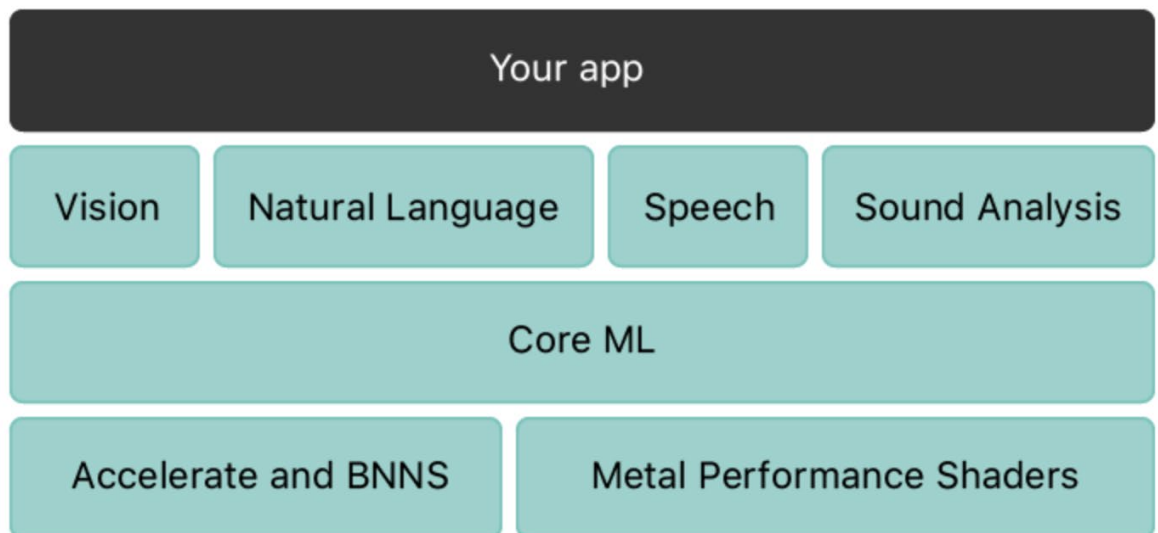 Your app
Vision
Natural Language
Speech
Sound Analysis
Core ML
Accelerate and BNNS
Metal Performance Shaders